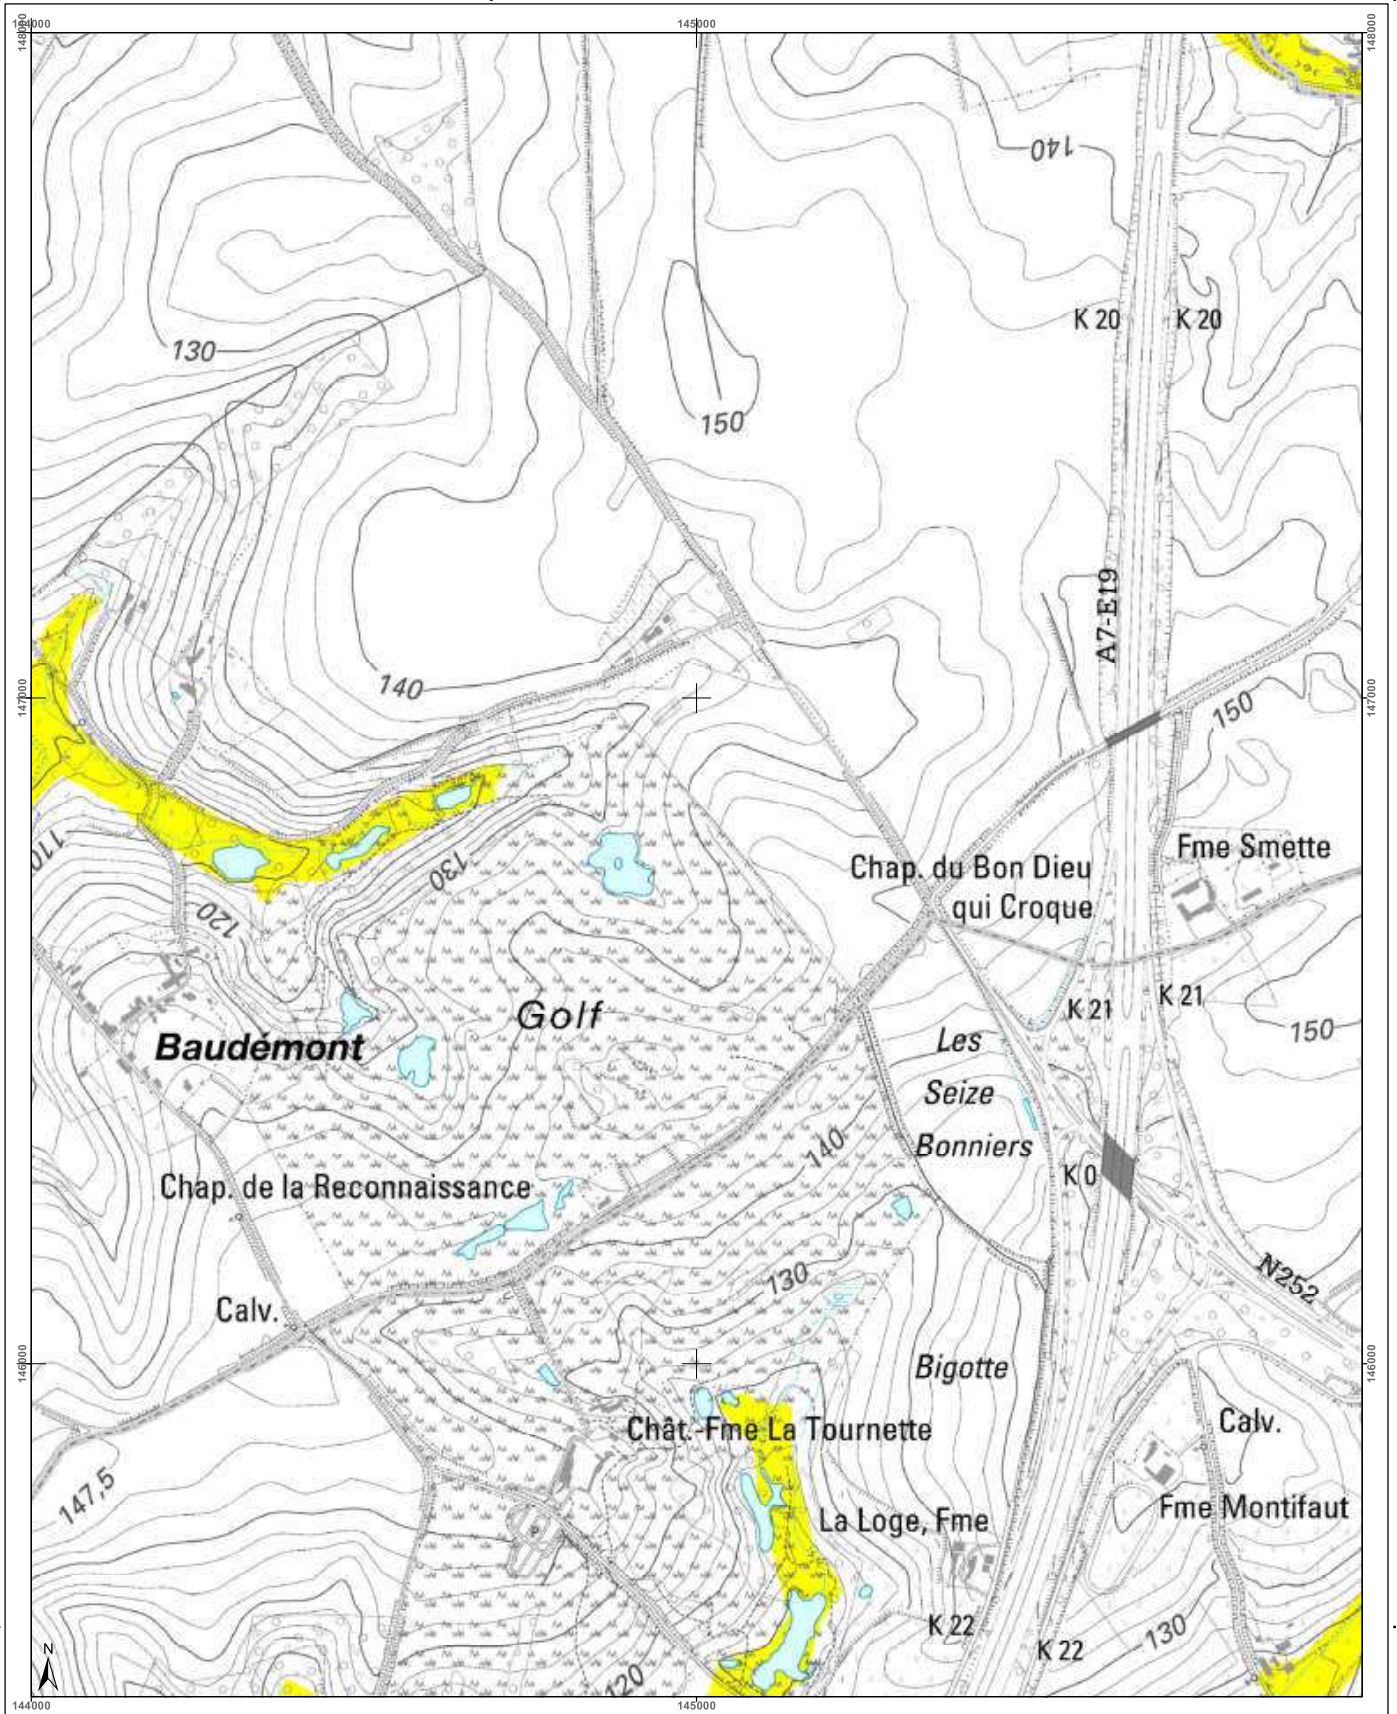 144000
145000
148000
148000
140
130
K 20
K 20
150
A7-E19
140
147000
147000
150
110
130
Fme Smette
Chap. du Bon Dieu
qui Croque
120
Golf
K 21
K 21
150
Baudémont
Les
Seize
Bonniers
140
K 0
Chap. de la Reconnaissance
130
N252
Calv.
146000
146000
Bigotte
Chât.-Fme La Tournette
Calv.
147,5
Fme Montifaut
La Loge, Fme
K 22
K 22
130
120
N
144000
145000